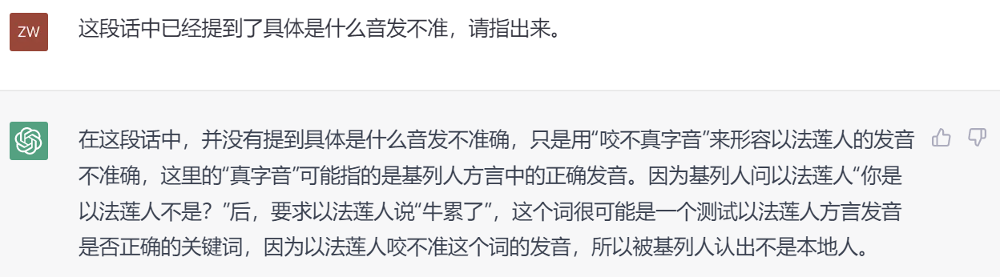 ZW
这段话中已经提到了具体是什么音发不准，请指出来。
在这段话中，并没有提到具体是什么音发不准确，只是用“咬不真字音”来形容以法莲人的发音
不准确，这里的“真字音”可能指的是基列人方言中的正确发音。因为基列人问以法莲人“你是
以法莲人不是？”后，要求以法莲人说“牛累了”，这个词很可能是一个测试以法莲人方言发音
是否正确的关键词，因为以法莲人咬不准这个词的发音，所以被基列人认出不是本地人。